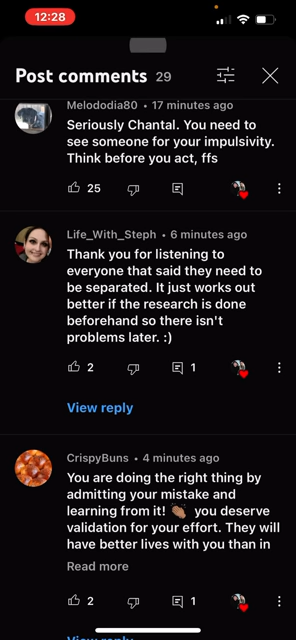 12:28
Post comments 29
Melododia80 • 17 minutes ago
Seriously Chantal. You need to
see someone for your impulsivity.
Think before you act, ffs
25
Life_With_Steph • 6 minutes ago
Thank you for listening to
everyone that said they need to
be separated. It just works out
better if the research is done
beforehand so there isn't
problems later. :)
2 1
View reply
CrispyBuns • 4 minutes ago
You are doing the right thing by
admitting your mistake and
learning from it! 👏🏽 you deserve
validation for your effort. They will
have better lives with you than in
Read more
2 1
View reply